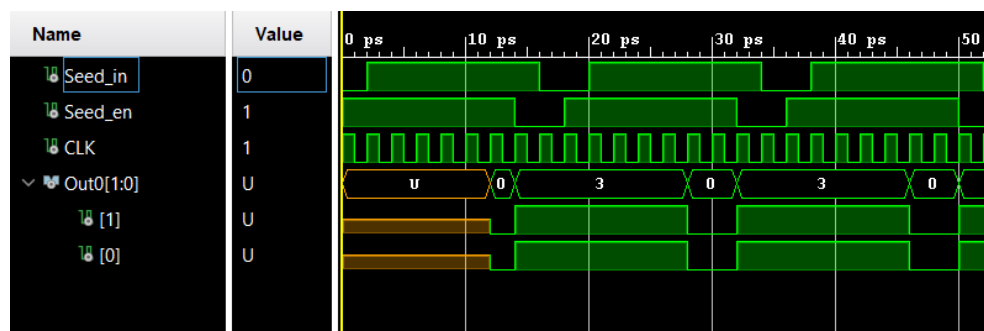 Name Value 0 ps 10 ps 20 ps 30 ps 40 ps 50
Seed_in 0
Seed_en 1
CLK 1
Out0[1:0] U U 0 3 0 3 0
[1] U
[0] U